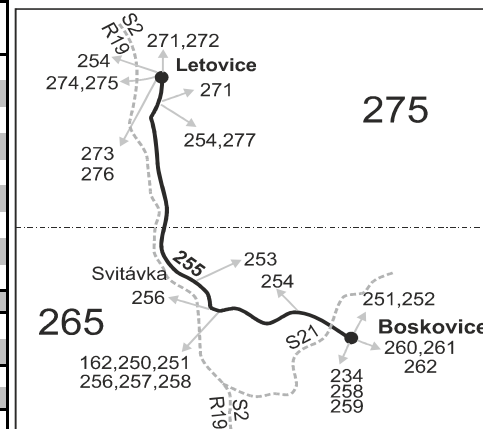 S2
R19
271,272
254
Letovice
274,275
271
275
254,277
273
276
255
253
Svitávka
254
256
251,252
265
Boskovice
S21
260,261
262
162,250,251
256,257,258
234
258
259
S2
R19